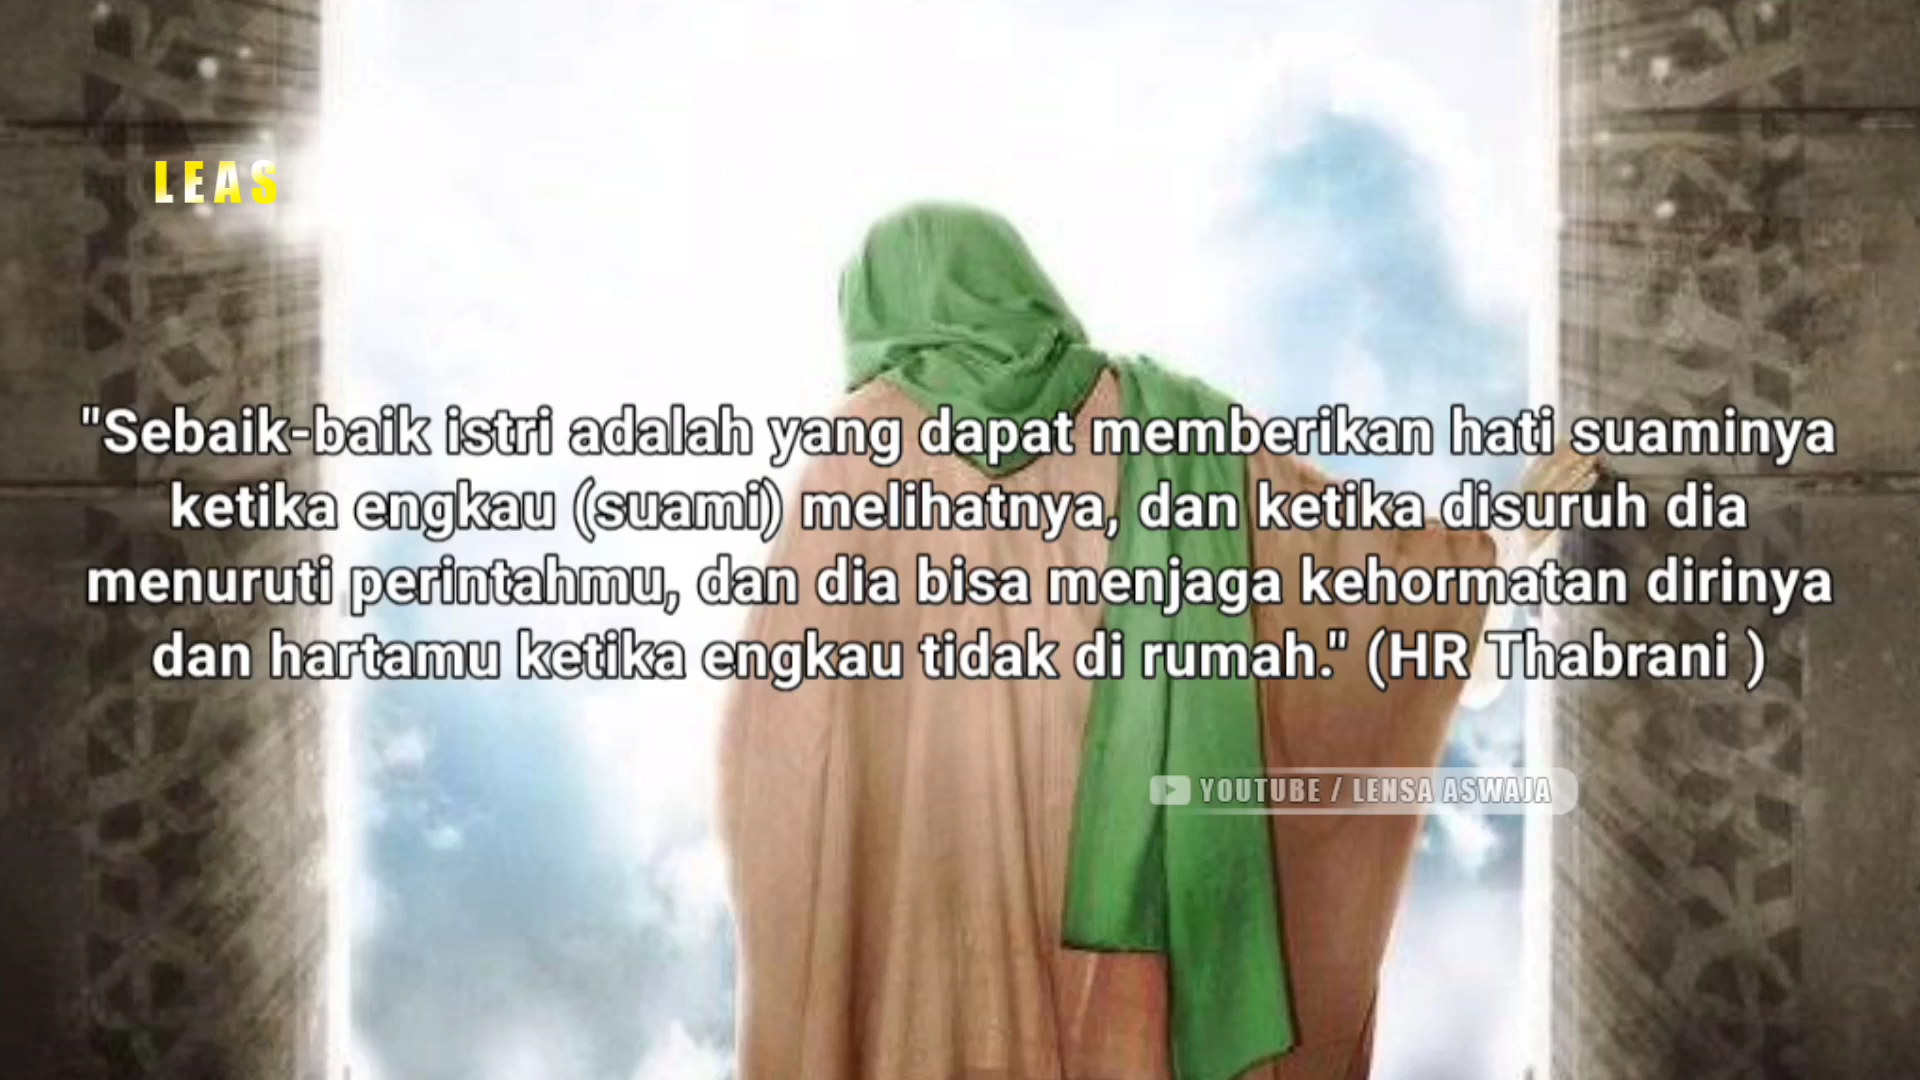 LEAS
"Sebaik-baik istri adalah yang dapat memberikan hati suaminya
ketika engkau (suami) melihatnya, dan ketika disuruh dia
menuruti perintahmu, dan dia bisa menjaga kehormatan dirinya
dan hartamu ketika engkau tidak di rumah." (HR Thabrani )
YOUTUBE / LENSA ASWAJA